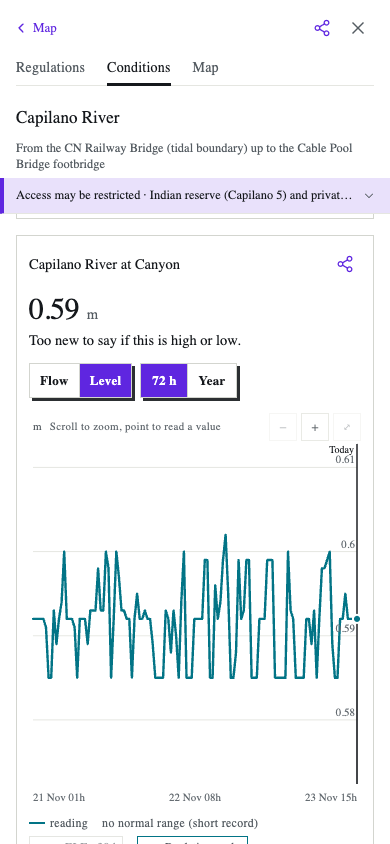 Map
Regulations
Conditions
Map
Capilano River
From the CN Railway Bridge (tidal boundary) up to the Cable Pool
Bridge footbridge
Access may be restricted · Indian reserve (Capilano 5) and privat…
Capilano River at Canyon
0.59 m
Too new to say if this is high or low.
Flow
Level
72 h
Year
m Scroll to zoom, point to read a value
Today
0.61
0.6
0.59
0.58
21 Nov 01h
22 Nov 08h
23 Nov 15h
reading
no normal range (short record)